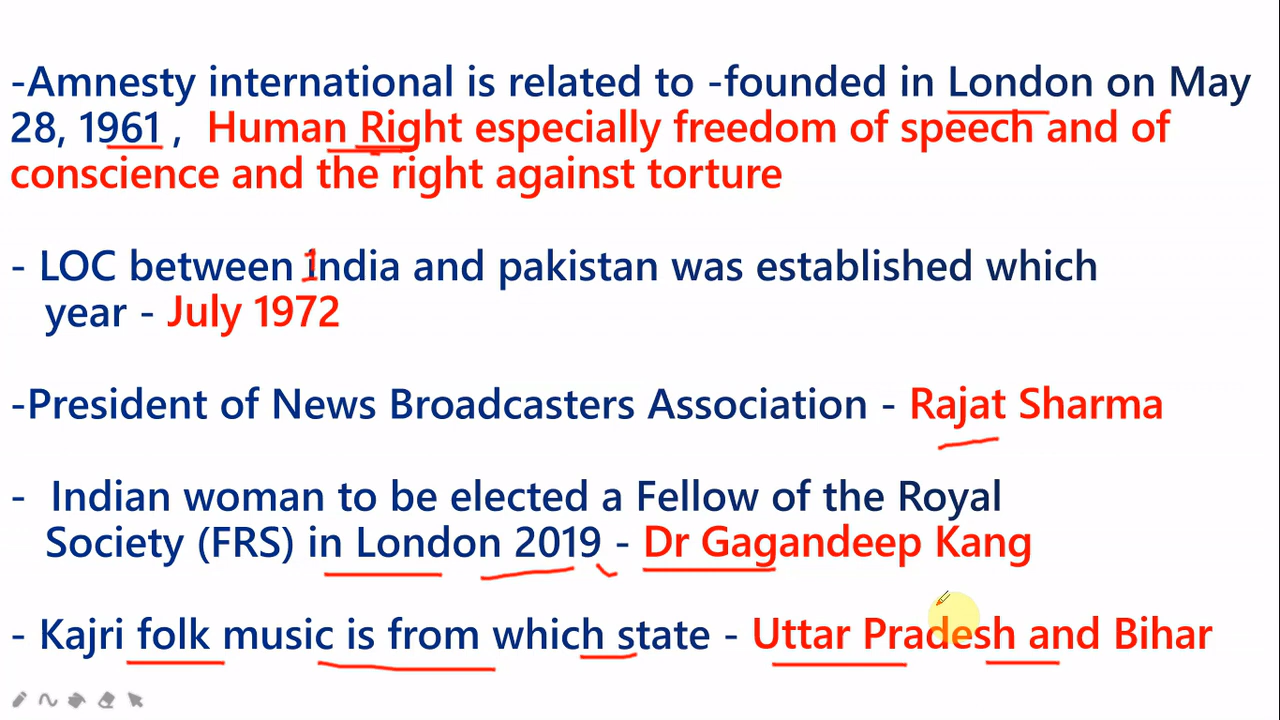 -Amnesty international is related to -founded in London on May
28, 1961 , Human Right especially freedom of speech and of
conscience and the right against torture
- LOC between india and pakistan was established which
year - July 1972
-President of News Broadcasters Association - Rajat Sharma
- Indian woman to be elected a Fellow of the Royal
Society (FRS) in London 2019 - Dr Gagandeep Kang
- Kajri folk music is from which state - Uttar Pradesh and Bihar